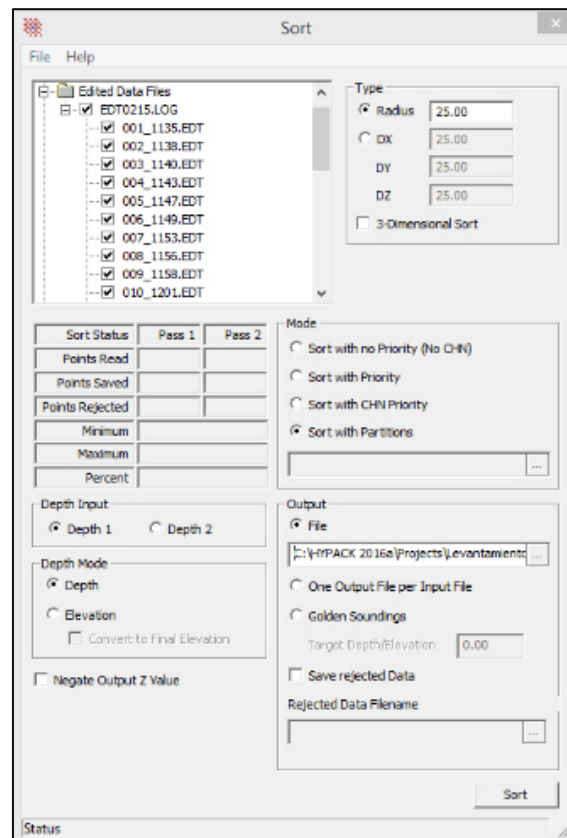 Sort
File Help
Edited Data Files
EDT0215.LOG
001_1135.EDT
002_1138.EDT
003_1140.EDT
004_1143.EDT
005_1147.EDT
006_1149.EDT
007_1153.EDT
008_1156.EDT
009_1158.EDT
010_1201.EDT
Type
Radius 25.00
DX 25.00
DY 25.00
DZ 25.00
3-Dimensional Sort
Sort Status Pass 1 Pass 2
Points Read
Points Saved
Points Rejected
Minimum
Maximum
Percent
Mode
Sort with no Priority (No CHN)
Sort with Priority
Sort with CHN Priority
Sort with Partitions
...
Depth Input
Depth 1 Depth 2
Depth Mode
Depth
Elevation
Convert to Final Elevation
Negate Output Z Value
Output
File
C:\HYPACK 2016a\Projects\Levantamiento ...
One Output File per Input File
Golden Soundings
Target Depth/Elevation 0.00
Save rejected Data
Rejected Data Filename
...
Sort
Status